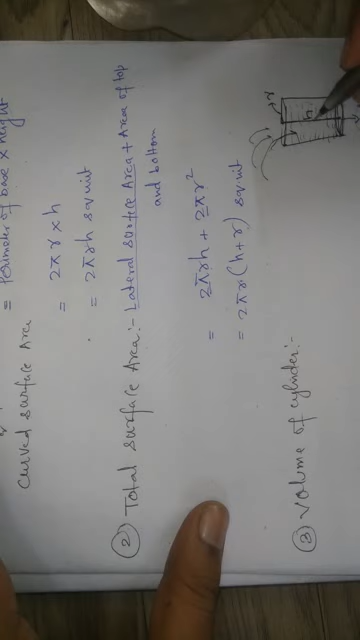 = Perimeter of base x height
Curved surface Area
= 2πr x h
= 2πrh sq unit
② Total surface Area:- Lateral surface Area + Area of top
and bottom
= 2πrh + 2πr²
= 2πr(h+r) sq unit
③ Volume of cylinder:-
r
h